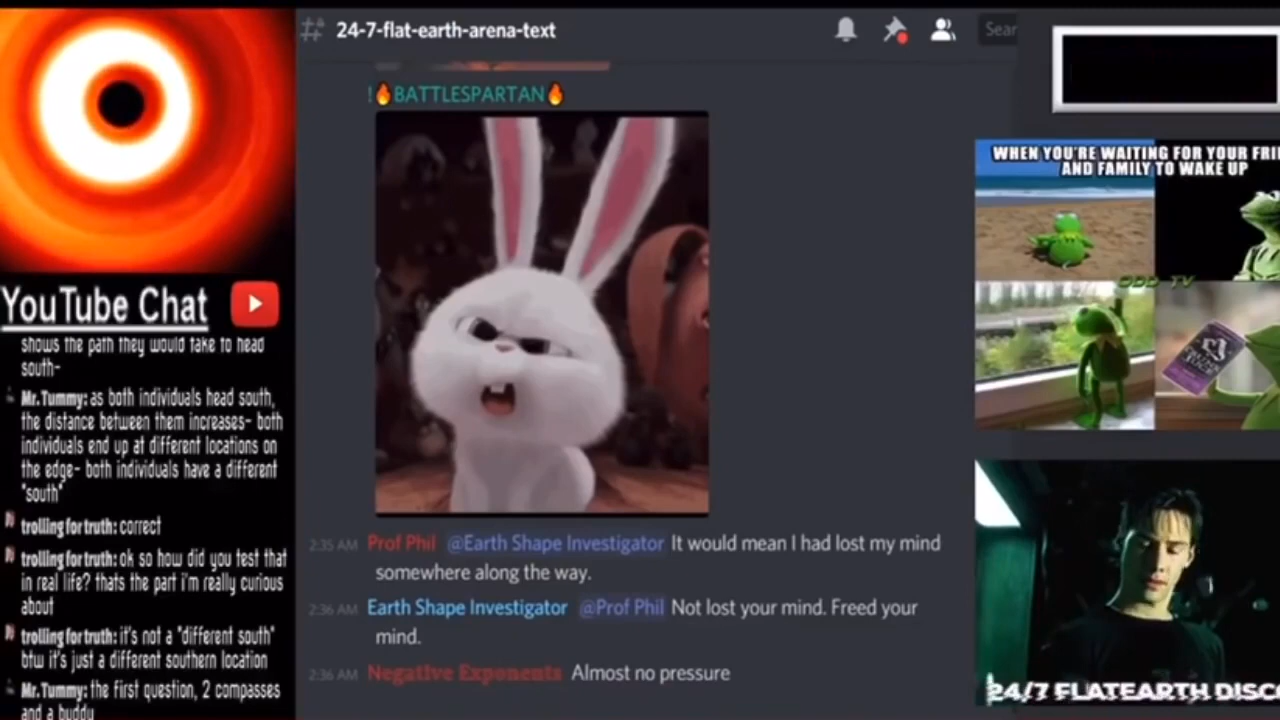 24-7-flat-earth-arena-text
!🔥BATTLESPARTAN🔥
2:35 AM Prof Phil @Earth Shape Investigator It would mean I had lost my mind
somewhere along the way.
2:36 AM Earth Shape Investigator @Prof Phil Not lost your mind. Freed your
mind.
2:36 AM Negative Exponents Almost no pressure
YouTube Chat
shows the path they would take to head
south-
Mr.Tummy: as both individuals head south,
the distance between them increases- both
individuals end up at different locations on
the edge- both individuals have a different
"south"
trolling for truth: correct
trolling for truth: ok so how did you test that
in real life? thats the part i'm really curious
about
trolling for truth: it's not a "different south"
btw it's just a different southern location
Mr.Tummy: the first question, 2 compasses
and a buddy
Sear
WHEN YOU'RE WAITING FOR YOUR FRI
AND FAMILY TO WAKE UP
ODD TV
24/7 FLATEARTH DISC